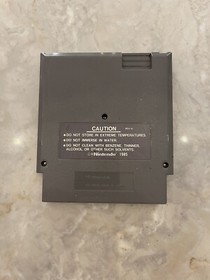 CAUTION
●DO NOT STORE IN EXTREME TEMPERATURES.
●DO NOT IMMERSE IN WATER.
●DO NOT CLEAN WITH BENZENE, THINNER,
ALCOHOL OR OTHER SUCH SOLVENTS.
©Nintendo® 1985